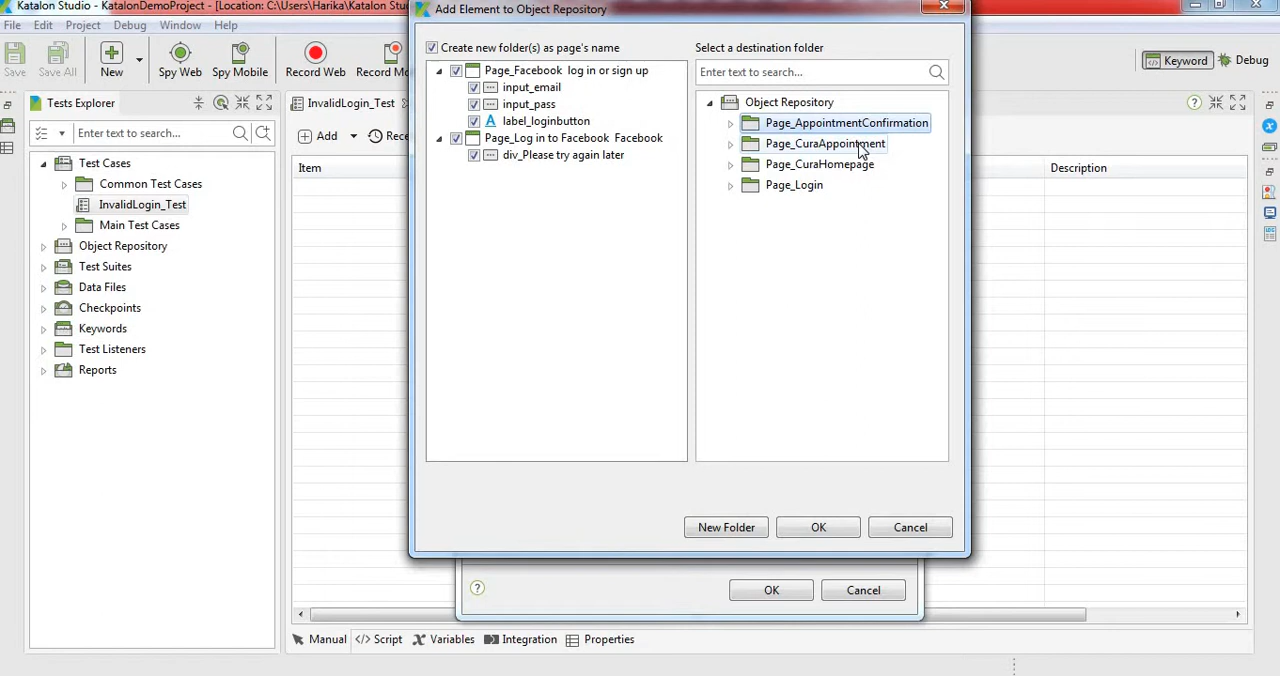 Katalon Studio - KatalonDemoProject - [Location: C:\Users\Harika\Katalon Stu
Add Element to Object Repository
File Edit Project Debug Window Help
Save Save All New Spy Web Spy Mobile Record Web Record Mo
Keyword Debug
Create new folder(s) as page's name
Select a destination folder
Enter text to search...
Page_Facebook log in or sign up
input_email
input_pass
label_loginbutton
Page_Log in to Facebook Facebook
div_Please try again later
Object Repository
Page_AppointmentConfirmation
Page_CuraAppointment
Page_CuraHomepage
Page_Login
New Folder OK Cancel
Tests Explorer
Enter text to search...
Test Cases
Common Test Cases
InvalidLogin_Test
Main Test Cases
Object Repository
Test Suites
Data Files
Checkpoints
Keywords
Test Listeners
Reports
InvalidLogin_Test
Add Rece
Item Description
? OK Cancel
Manual </> Script Variables Integration Properties